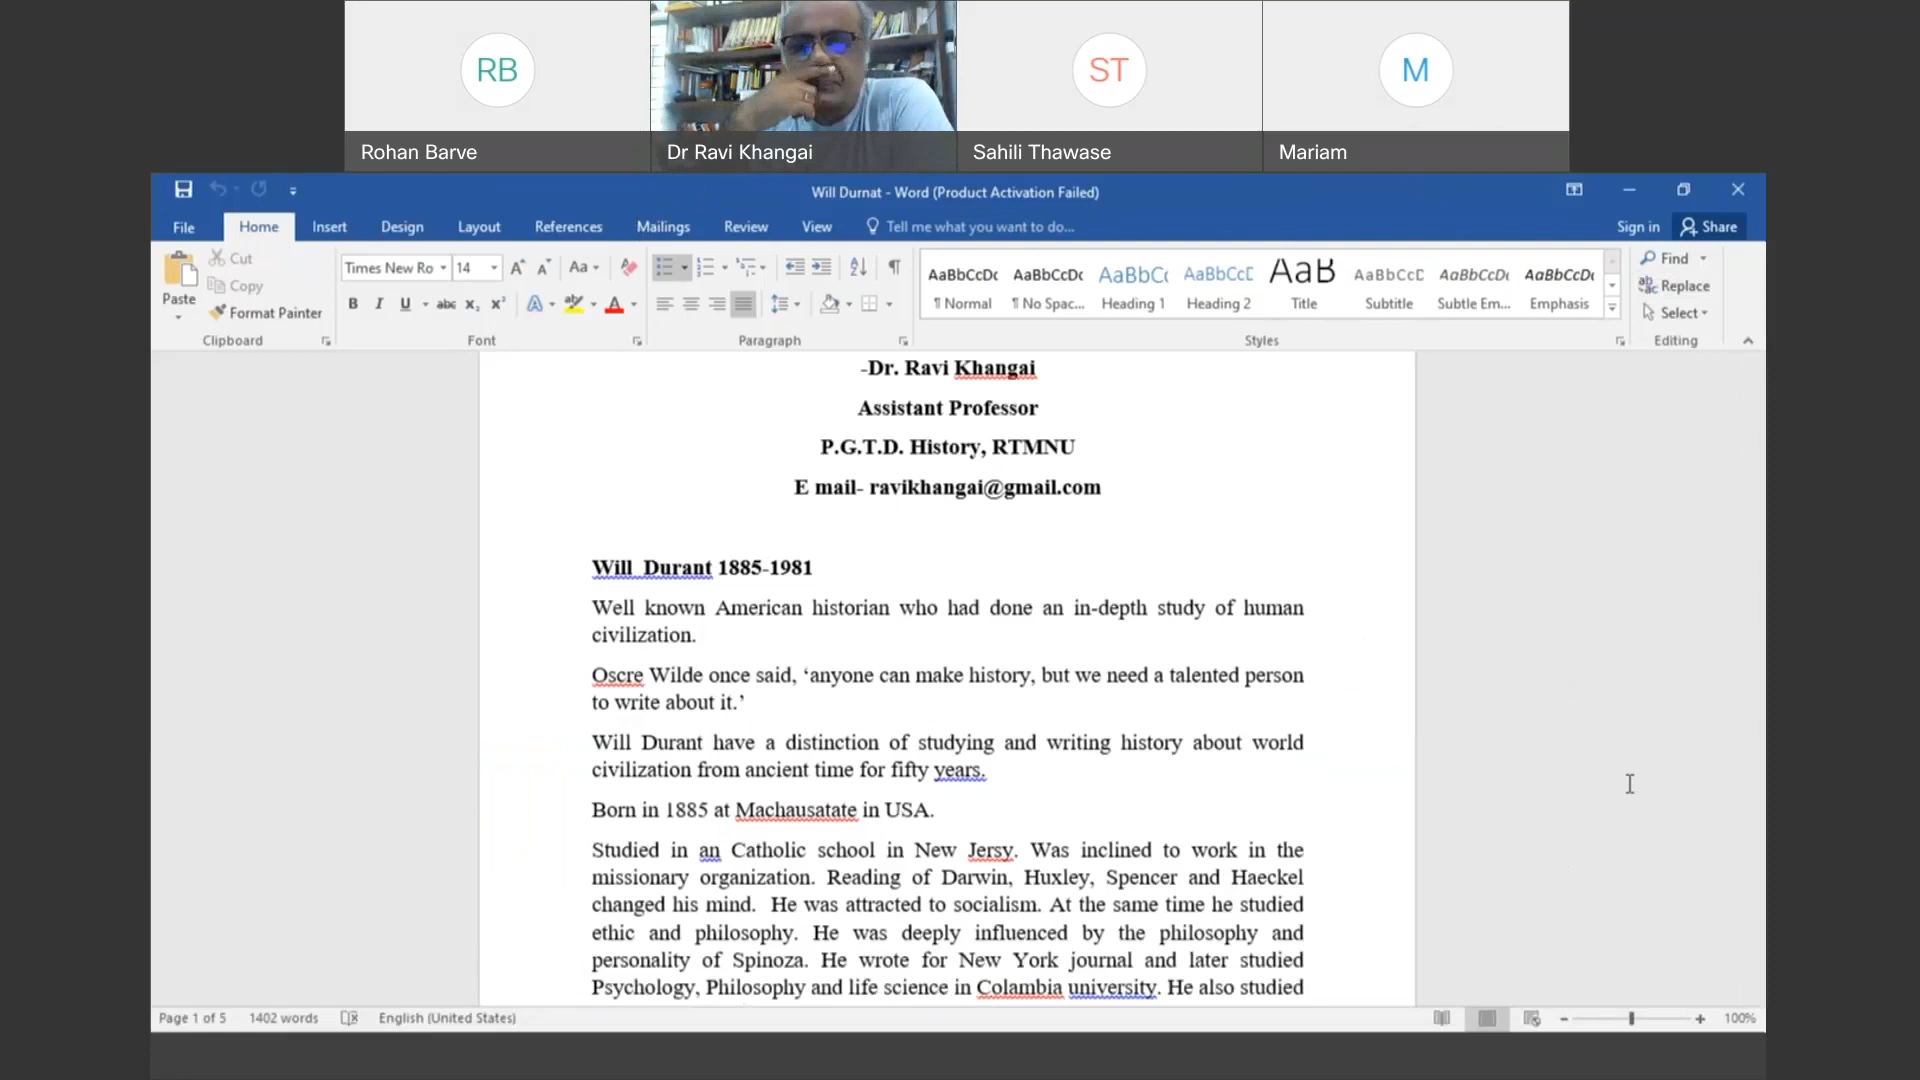 RB
ST
M
Rohan Barve
Dr Ravi Khangai
Sahili Thawase
Mariam
Will Durnat - Word (Product Activation Failed)
File
Home
Insert
Design
Layout
References
Mailings
Review
View
Tell me what you want to do...
Sign in
Share
Paste
Cut
Copy
Format Painter
Clipboard
Times New Ro
14
Aa
B I U abc X₂ X²
Font
Paragraph
AaBbCcDc
AaBbCcDc
AaBbC(
AaBbCcD
AaB
AaBbCcD
AaBbCcDc
AaBbCcDc
¶ Normal
¶ No Spac...
Heading 1
Heading 2
Title
Subtitle
Subtle Em...
Emphasis
Styles
Find
Replace
Select
Editing
-Dr. Ravi Khangai
Assistant Professor
P.G.T.D. History, RTMNU
E mail- ravikhangai@gmail.com
Will Durant 1885-1981
Well known American historian who had done an in-depth study of human
civilization.
Oscre Wilde once said, ‘anyone can make history, but we need a talented person
to write about it.’
Will Durant have a distinction of studying and writing history about world
civilization from ancient time for fifty years.
Born in 1885 at Machausatate in USA.
Studied in an Catholic school in New Jersy. Was inclined to work in the
missionary organization. Reading of Darwin, Huxley, Spencer and Haeckel
changed his mind. He was attracted to socialism. At the same time he studied
ethic and philosophy. He was deeply influenced by the philosophy and
personality of Spinoza. He wrote for New York journal and later studied
Psychology, Philosophy and life science in Colambia university. He also studied
Page 1 of 5
1402 words
English (United States)
100%